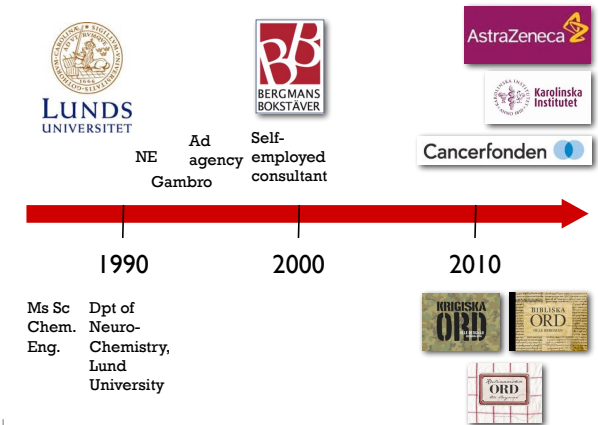 LUNDS
UNIVERSITET
BERGMANS
BOKSTÄVER
AstraZeneca
Karolinska
Institutet
Cancerfonden
NE
Ad
agency
Gambro
Self-
employed
consultant
1990
2000
2010
Ms Sc
Chem.
Eng.
Dpt of
Neuro-
Chemistry,
Lund
University
KRIGISKA
ORD
BIBLISKA
ORD
ORD